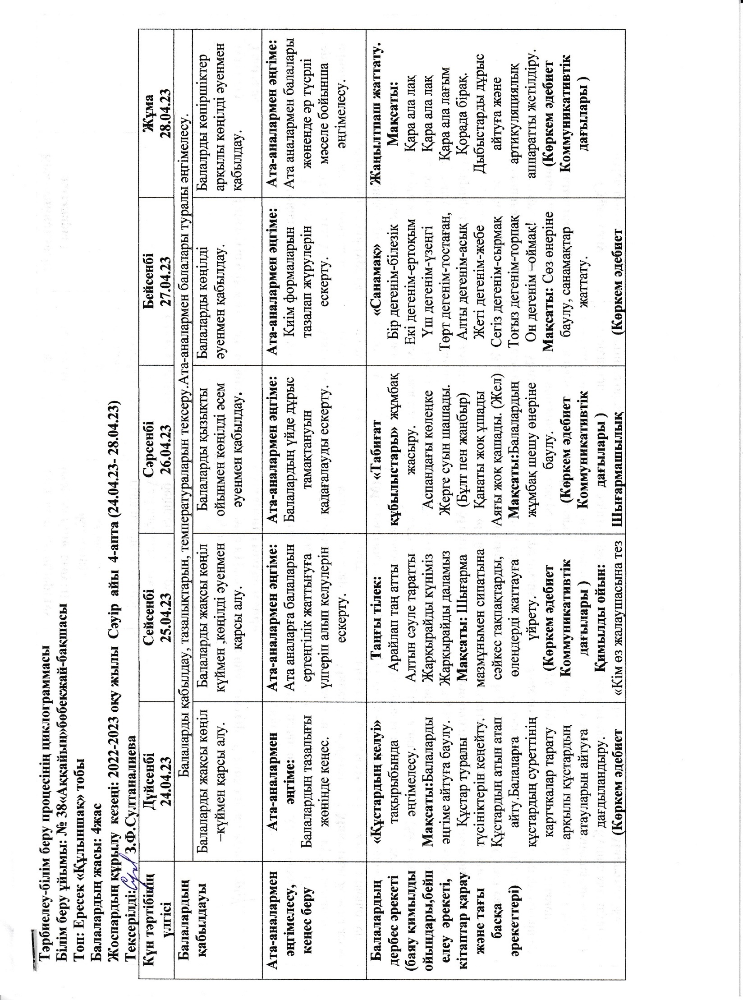 Тәрбиелеу-білім беру процесінің циклограммасы
Білім беру ұйымы: № 38«Аққайың»бөбекжай-бақшасы
Топ: Ересек «Құлыншақ» тобы
Балалардың жасы: 4жас
Жоспардың құрылу кезеңі: 2022-2023 оқу жылы Сәуір айы 4-апта (24.04.23- 28.04.23)
Тексерілді: З.Ф.Султаналиева
Күн тәртібінің
үлгісі
Дүйсенбі
24.04.23
Сейсенбі
25.04.23
Сәрсенбі
26.04.23
Бейсенбі
27.04.23
Жұма
28.04.23
Балалардың
қабылдауы
Балаларды қабылдау, тазалықтарын, температураларын тексеру.Ата-аналармен балалары туралы әңгімелесу.
Балаларды жақсы көңіл
–күймен қарсы алу.
Балаларды жақсы көңіл
күймен ,көңілді әуенмен
қарсы алу.
Балаларды қызықты
ойынмен көңілді әсем
әуенмен қабылдау.
Балаларды көңілді
әуенмен қабылдау.
Балалрды көпіршіктер
арқылы көңілді әуенмен
қабылдау.
Ата-аналармен
әңгімелесу,
кеңес беру
Ата-аналармен
әңгіме:
Балалардың тазалығы
жөнінде кеңес.
Ата-аналармен әңгіме:
Ата аналарға балаларын
ертеңгілік жаттығуға
үлгеріп алып келулерін
ескерту.
Ата-аналармен әңгіме:
Балалардың үйде дұрыс
тамақтануын
қадағалауды ескерту.
Ата-аналармен әңгіме:
Киім формаларын
тазалап жүрулерін
ескерту.
Ата-аналармен әңгіме:
Ата аналармен балалары
жөненде әр түсрлі
мәселе бойынша
әңгімелесу.
Балалардың
дербес әрекеті
(баяу қимылды
ойындары,бейн
елеу әрекеті,
кітаптар қарау
және тағы
басқа
әрекеттері)
«Құстардың келуі»
тақырыбында
әңгімелесу.
Мақсаты:Балаларды
әңгіме айтуға баулу.
Құстар туралы
түсініктерін кеңейту.
Құстардың атын атап
айту.Балаларға
құстардың суреттінің
картчкалар тарату
арқылы құстардың
атауларын айтуға
дағдыландыру.
(Көркем әдебиет
Таңғы тілек:
Арайлап таң атты
Алтын сәуле таратты
Жарқырайды күніміз
Жарқырайды даламыз
Мақсаты: Шығарма
мазмұнымен сипатына
сәйкес тақпақтарды,
өлеңдерді жаттауға
үйрету.
(Көркем әдебиет
Коммуникативтік
дағылары )
Қимылды ойын:
«Кім өз жалаушасына тез
«Табиғат
құбылыстары» жұмбақ
жасыру.
Аспандағы көлеңке
Жерге суын шашады.
(Бұлт пен жаңбыр)
Қанаты жоқ ұшады
Аяғы жоқ қашады. (Жел)
Мақсаты:Балалардың
жұмбақ шешу өнеріне
баулу.
(Көркем әдебиет
Коммуникативтік
дағылары )
Шығармашылық
«Санамақ»
Бір дегенім-білезік
Екі дегенім-ертоқым
Үш дегенім-үзеңгі
Төрт дегенім-тостаған,
Алты дегенім-асық
Жеті дегенім-жебе
Сегіз дегенім-сырмақ
Тоғыз дегенім-торпақ
Он дегенім –оймақ!
Мақсаты: Сөз өнеріне
баулу, санамақтар
жаттату.
(Көркем әдебиет
Жаңылтпаш жаттату.
Мақсаты:
Қара ала лақ
Қара ала лақ
Қара ала лағым
Қорада бірақ.
Дыбыстарды дұрыс
айтуға және
артикуляциялық
аппаратты жетілдіру.
(Көркем әдебиет
Коммуникативтік
дағылары )